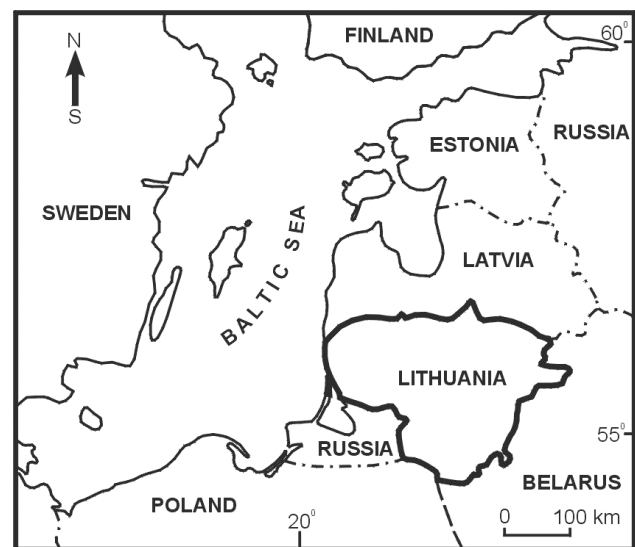 FINLAND
60°
N
S
ESTONIA
RUSSIA
SWEDEN
BALTIC SEA
LATVIA
LITHUANIA
55°
RUSSIA
BELARUS
POLAND
20°
0 100 km